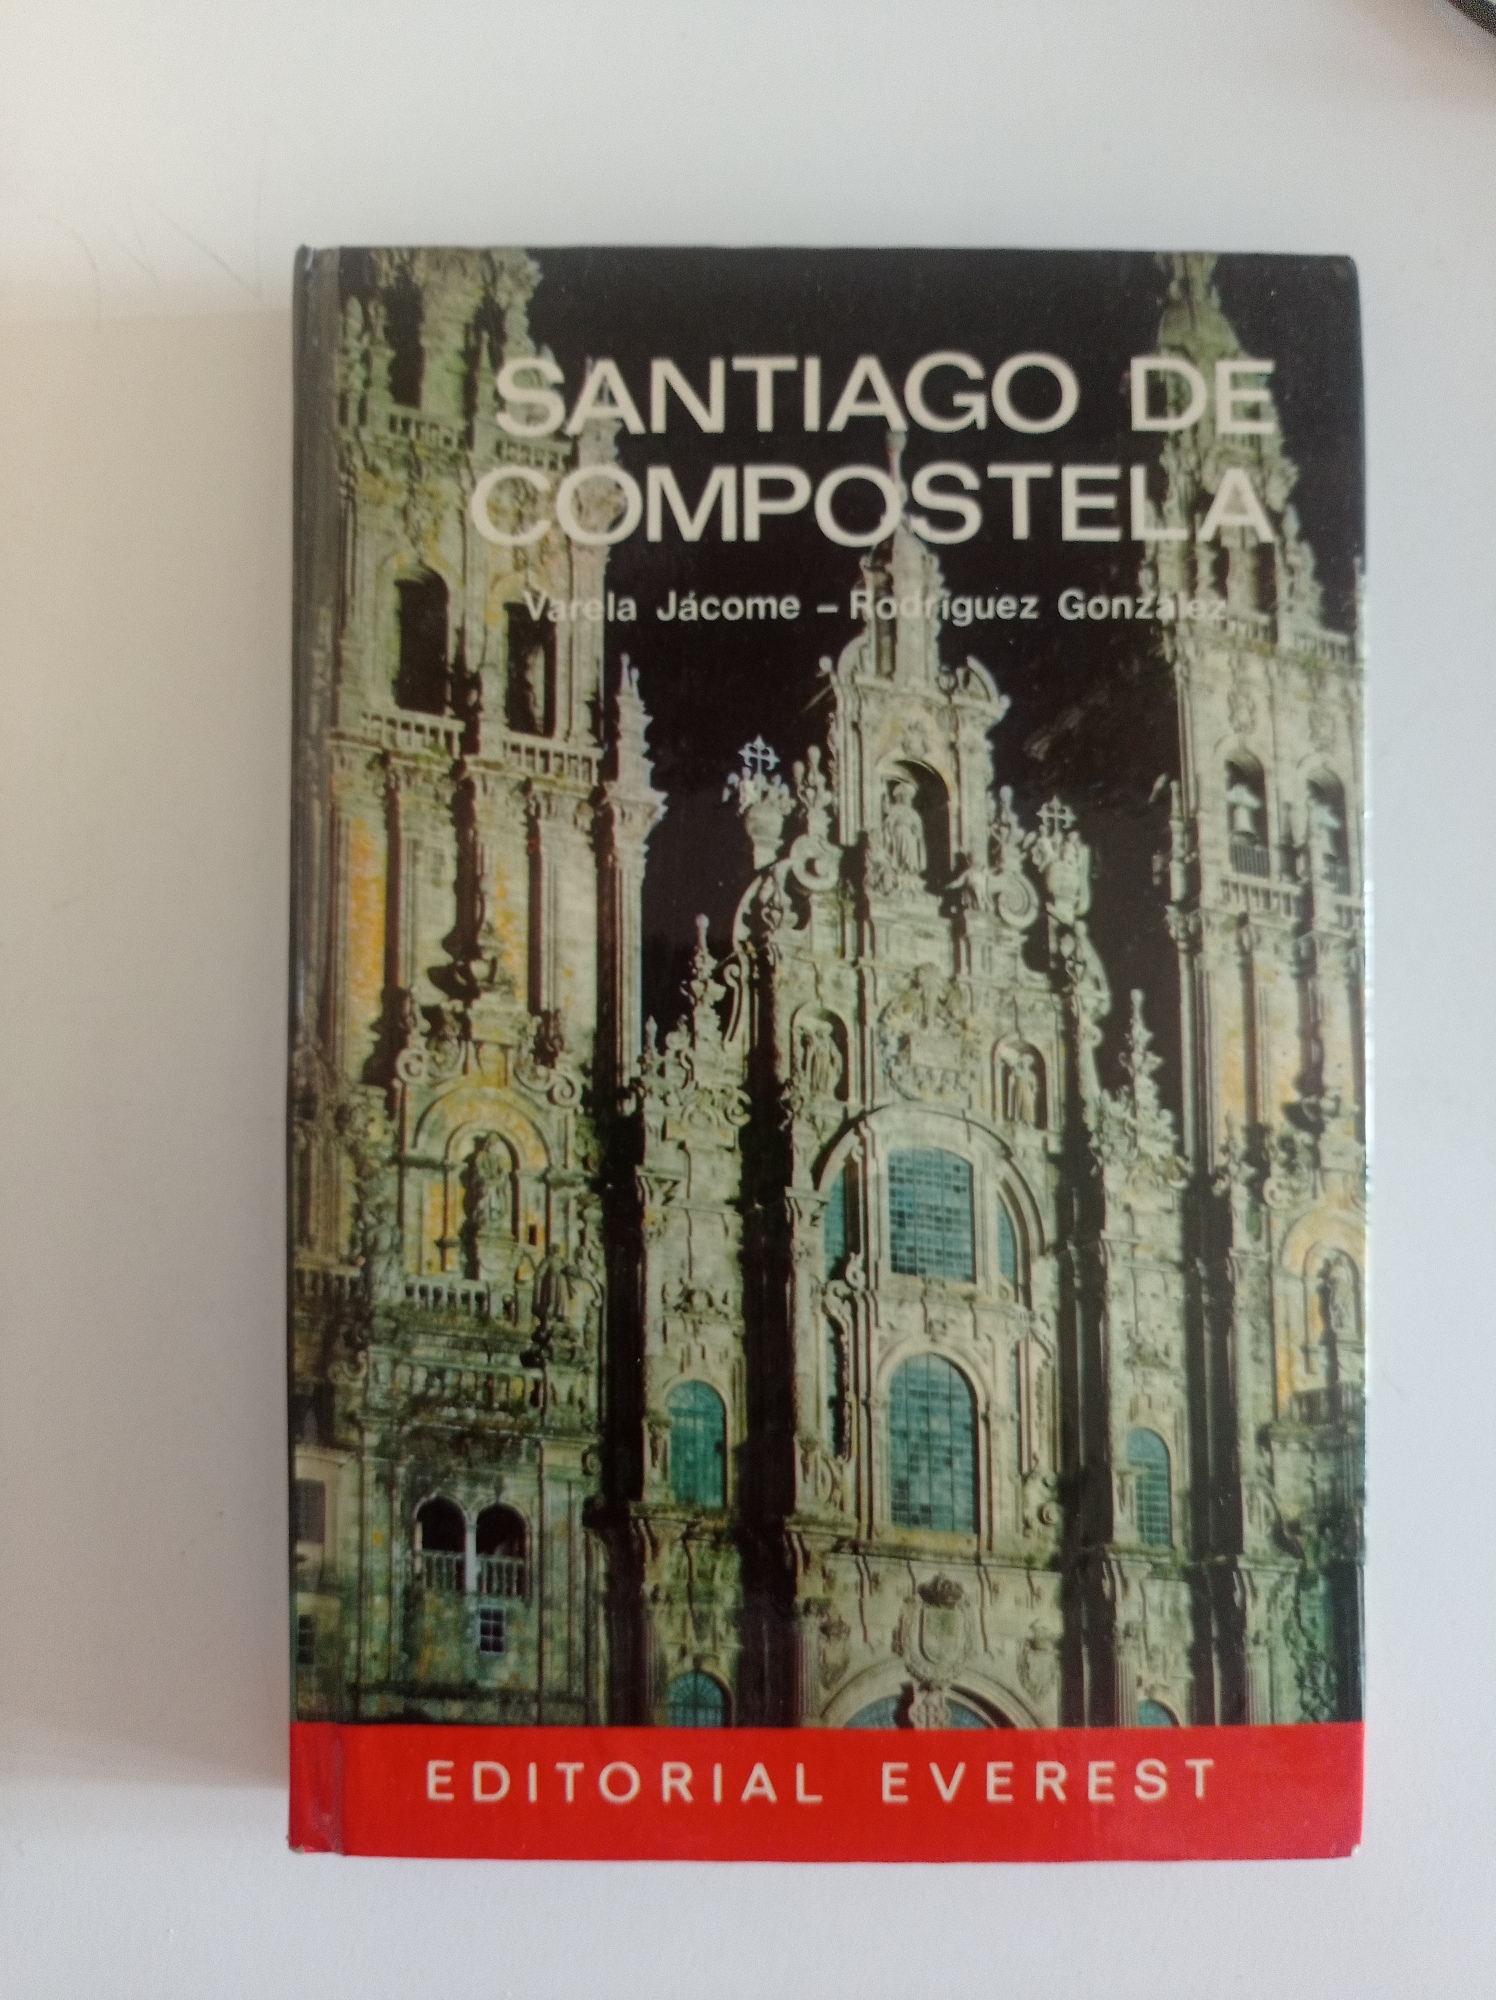 SANTIAGO DE
COMPOSTELA
Varela Jácome – Rodríguez González
EDITORIAL EVEREST